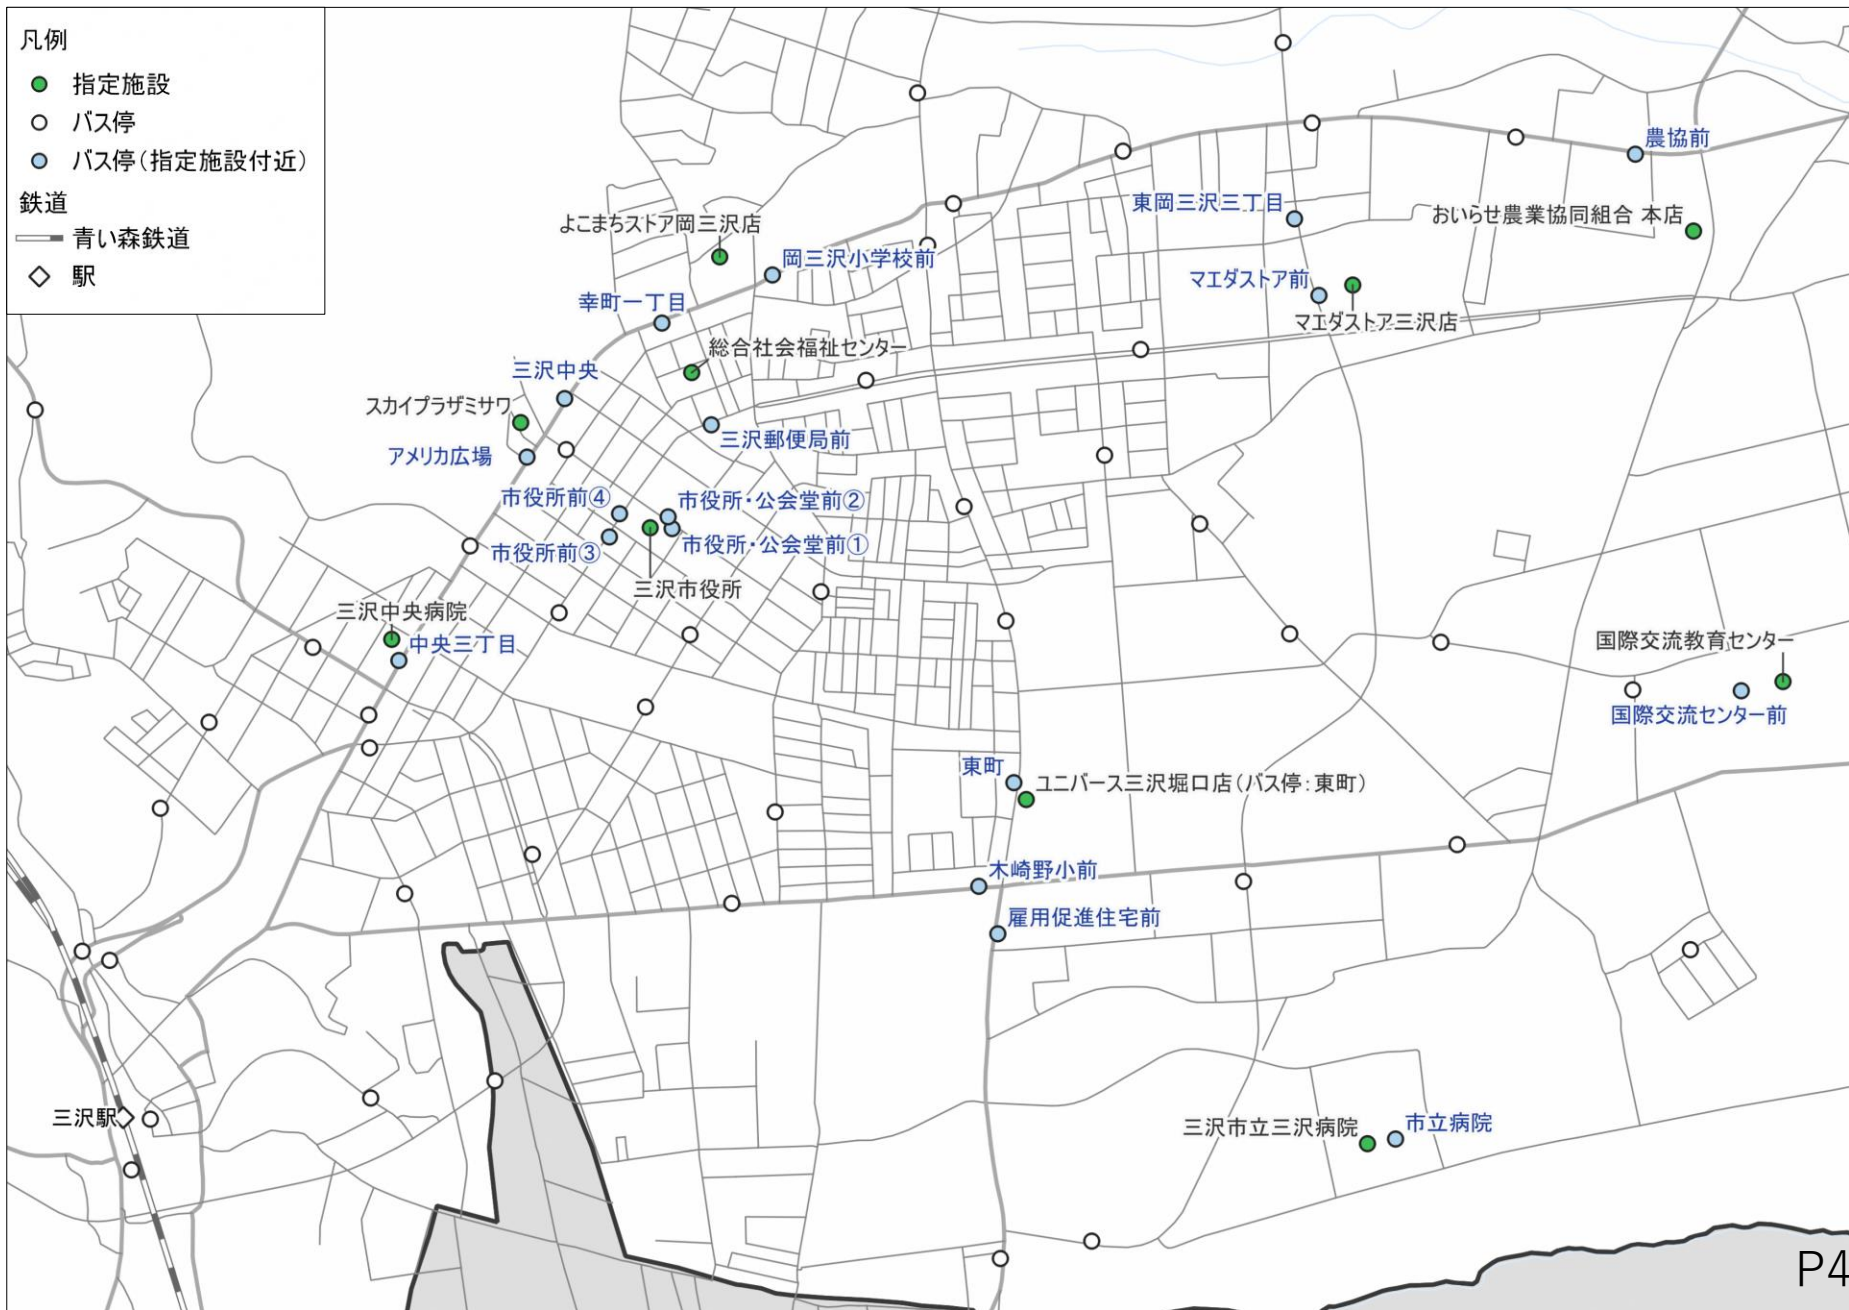 凡例
指定施設
バス停
バス停（指定施設付近）
鉄道
青い森鉄道
駅
農協前
東岡三沢三丁目
おいらせ農業協同組合 本店
よこまちストア岡三沢店
岡三沢小学校前
マエダストア前
幸町一丁目
マエダストア三沢店
総合社会福祉センター
三沢中央
スカイプラザミサワ
三沢郵便局前
アメリカ広場
市役所前④
市役所・公会堂前②
市役所前③
市役所・公会堂前①
三沢市役所
三沢中央病院
中央三丁目
国際交流教育センター
国際交流センター前
東町
ユニバース三沢堀口店（バス停：東町）
木崎野小前
雇用促進住宅前
三沢駅
三沢市立三沢病院
市立病院
P4